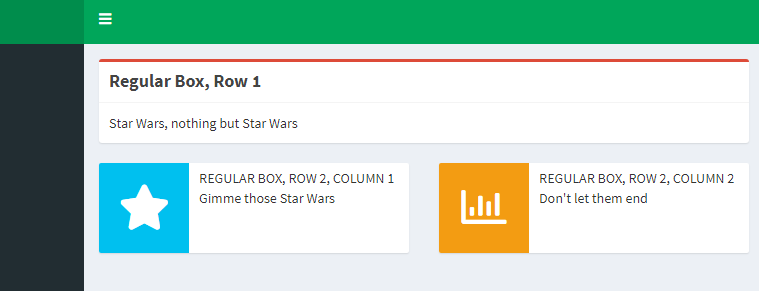 Regular Box, Row 1
Star Wars, nothing but Star Wars
REGULAR BOX, ROW 2, COLUMN 1
Gimme those Star Wars
REGULAR BOX, ROW 2, COLUMN 2
Don't let them end